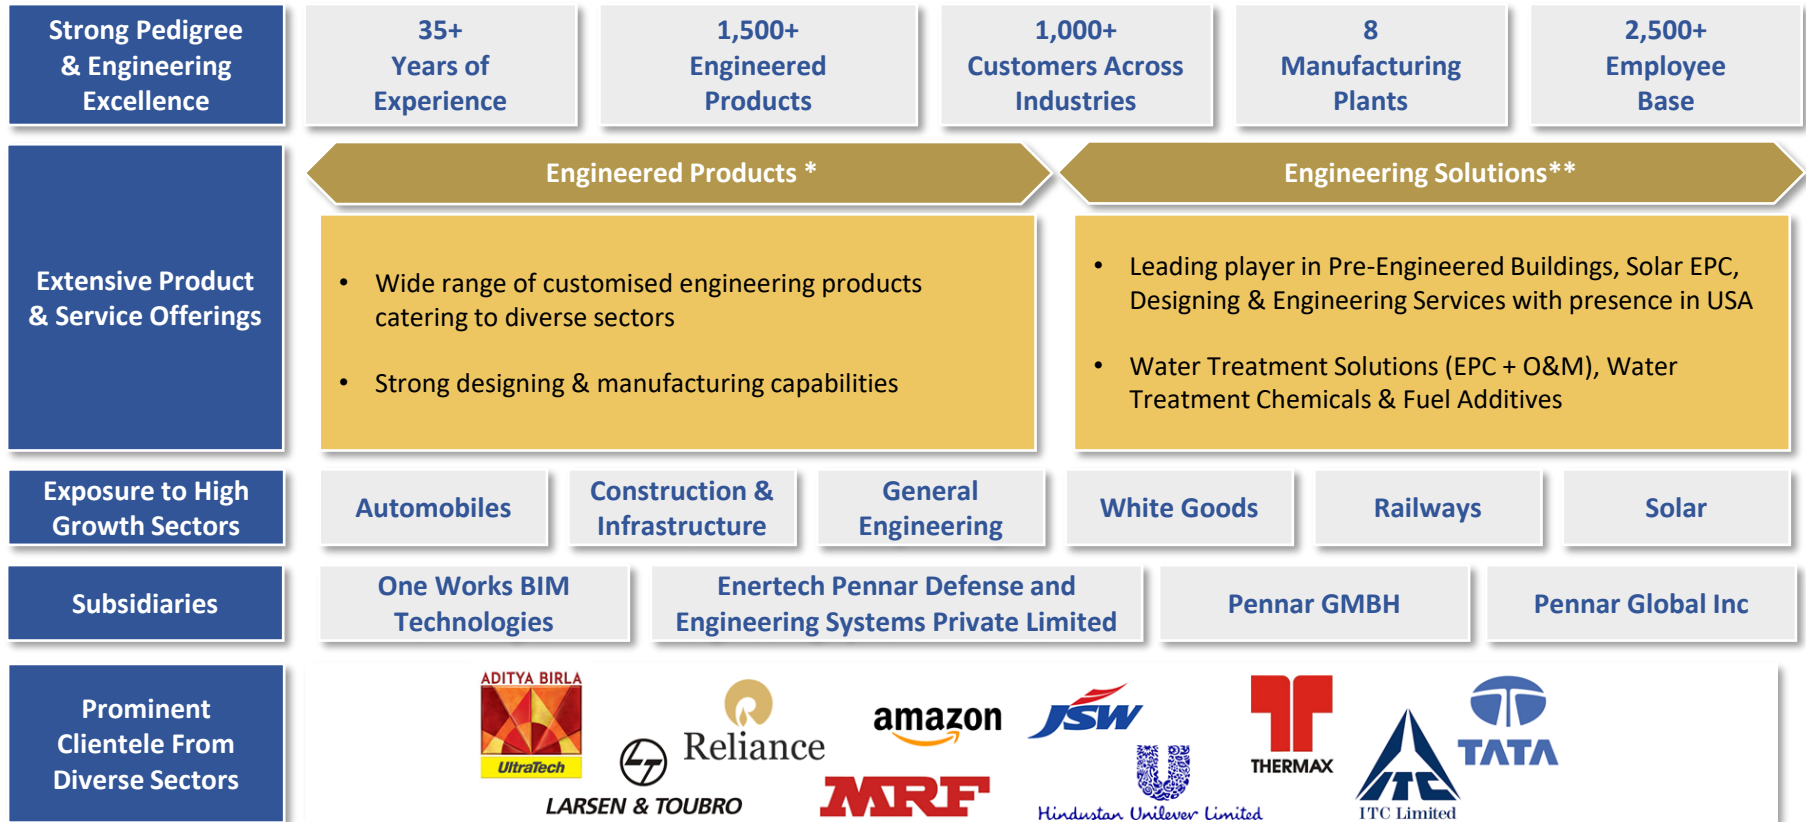 Strong Pedigree
& Engineering
Excellence
35+
Years of
Experience
1,500+
Engineered
Products
1,000+
Customers Across
Industries
8
Manufacturing
Plants
2,500+
Employee
Base
Extensive Product
& Service Offerings
Engineered Products *
• Wide range of customised engineering products
catering to diverse sectors
• Strong designing & manufacturing capabilities
Engineering Solutions**
• Leading player in Pre-Engineered Buildings, Solar EPC,
Designing & Engineering Services with presence in USA
• Water Treatment Solutions (EPC + O&M), Water
Treatment Chemicals & Fuel Additives
Exposure to High
Growth Sectors
Automobiles
Construction &
Infrastructure
General
Engineering
White Goods
Railways
Solar
Subsidiaries
One Works BIM
Technologies
Enertech Pennar Defense and
Engineering Systems Private Limited
Pennar GMBH
Pennar Global Inc
Prominent
Clientele From
Diverse Sectors
ADITYA BIRLA
UltraTech
LARSEN & TOUBRO
Reliance
amazon
MRF
JSW
Hindustan Unilever Limited
THERMAX
ITC
ITC Limited
TATA